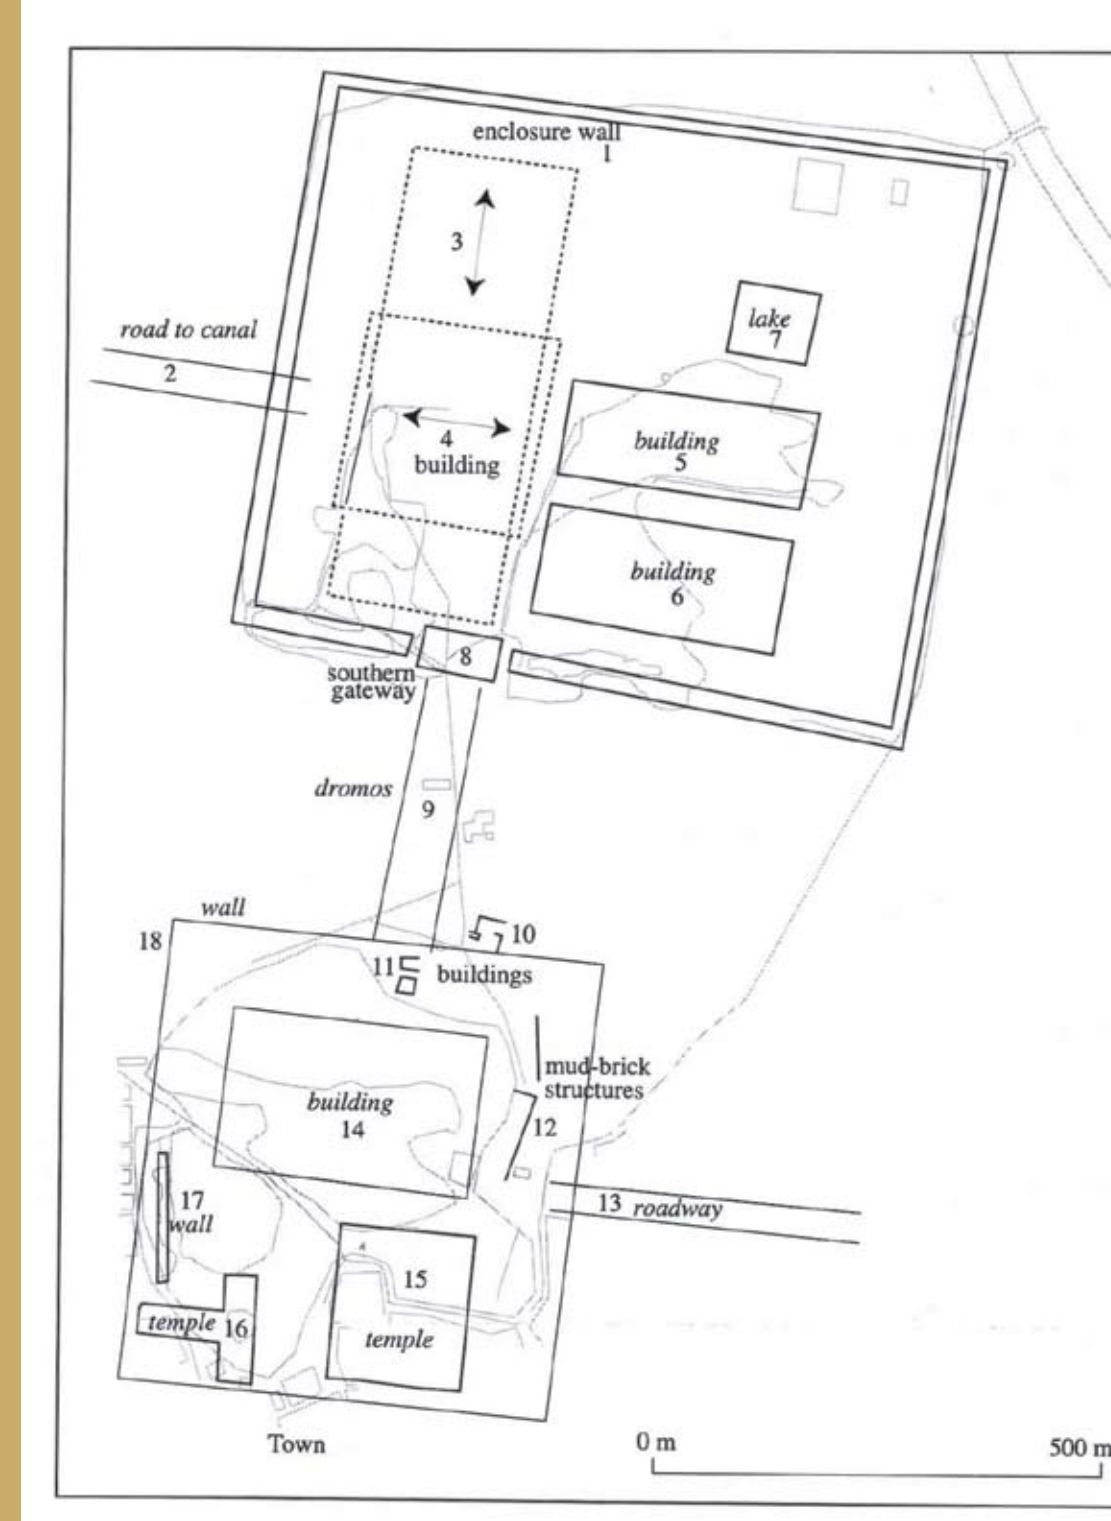 enclosure wall
1
3
road to canal
2
lake
7
4
building
building
5
building
6
8
southern
gateway
dromos
9
wall
18
10
11
buildings
mud-brick
structures
12
building
14
13 roadway
17
wall
15
temple 16
temple
Town
0 m
500 m